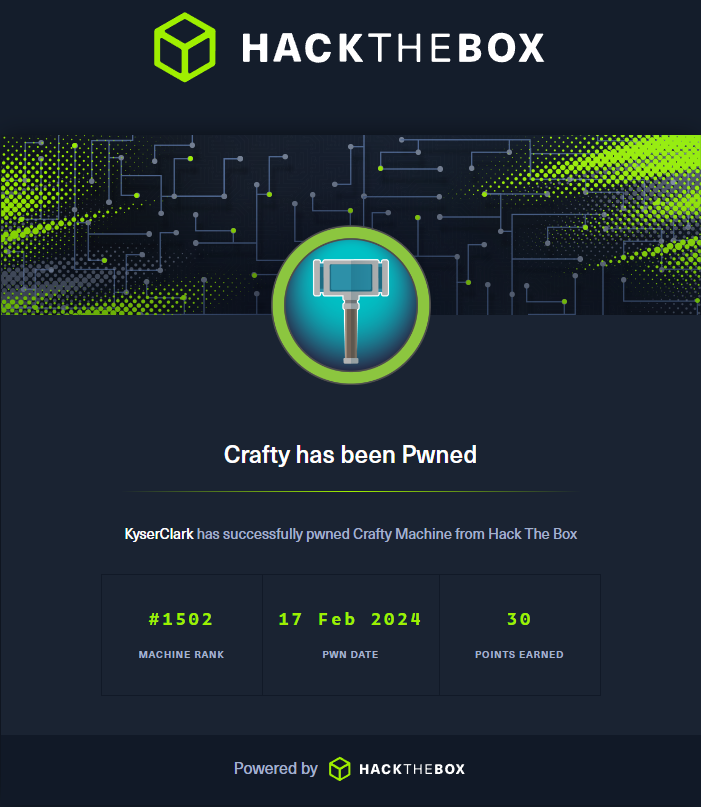 HACKTHEBOX
Crafty has been Pwned
KyserClark has successfully pwned Crafty Machine from Hack The Box
#1502 17 Feb 2024 30
MACHINE RANK PWN DATE POINTS EARNED
Powered by HACKTHEBOX